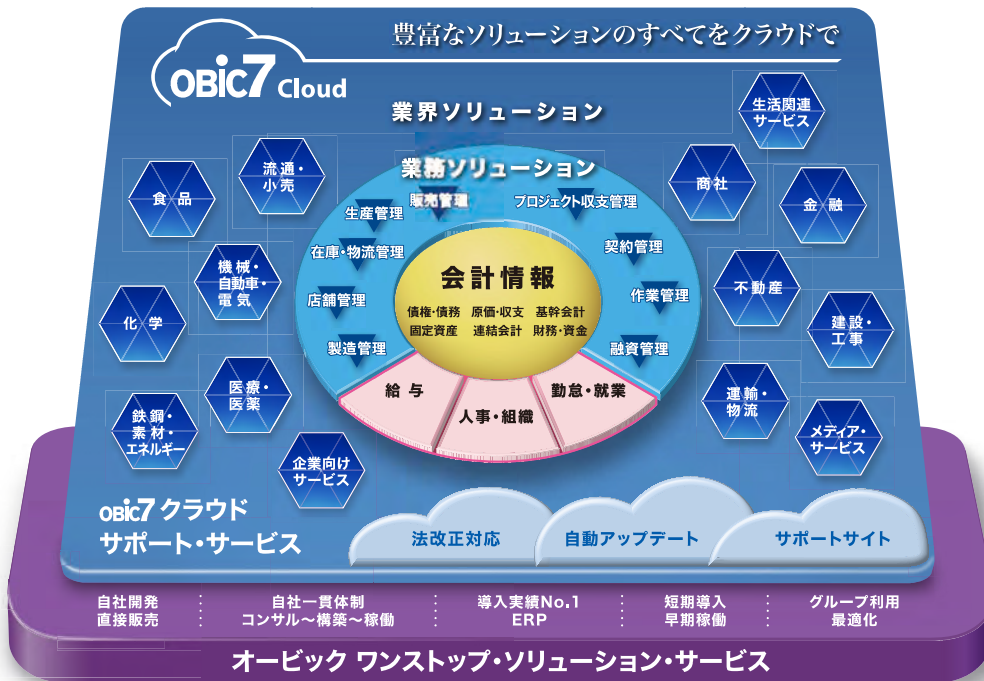 豊富なソリューションのすべてをクラウドで
OBiC7 Cloud
業界ソリューション
業務ソリューション
生活関連
サービス
流通・
小売
食品
商社
金融
販売管理
プロジェクト収支管理
生産管理
在庫・物流管理
契約管理
機械・
自動車・
電気
店舗管理
作業管理
不動産
会計情報
債権・債務 原価・収支 基幹会計
固定資産 連結会計 財務・資金
化学
建設・
工事
製造管理
融資管理
給与
人事・組織
勤怠・就業
医療・
医薬
運輸・
物流
鉄鋼・
素材・
エネルギー
企業向け
サービス
メディア・
サービス
OBiC7 クラウド
サポート・サービス
法改正対応
自動アップデート
サポートサイト
自社開発
直接販売
自社一貫体制
コンサル～構築～稼働
導入実績No.1
ERP
短期導入
早期稼働
グループ利用
最適化
オービック ワンストップ・ソリューション・サービス